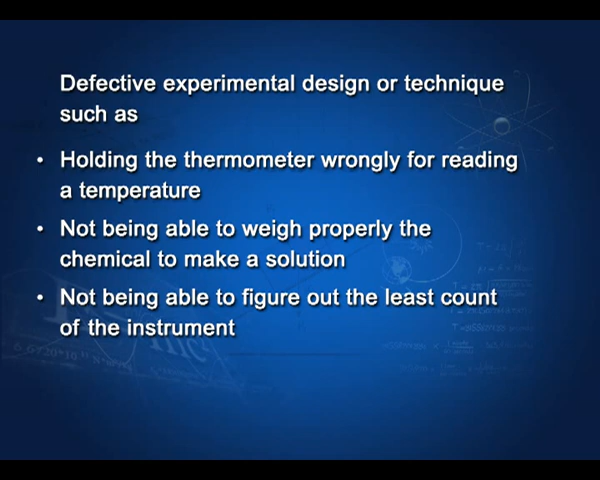 Defective experimental design or technique
such as
• Holding the thermometer wrongly for reading
a temperature
• Not being able to weigh properly the
chemical to make a solution
• Not being able to figure out the least count
of the instrument